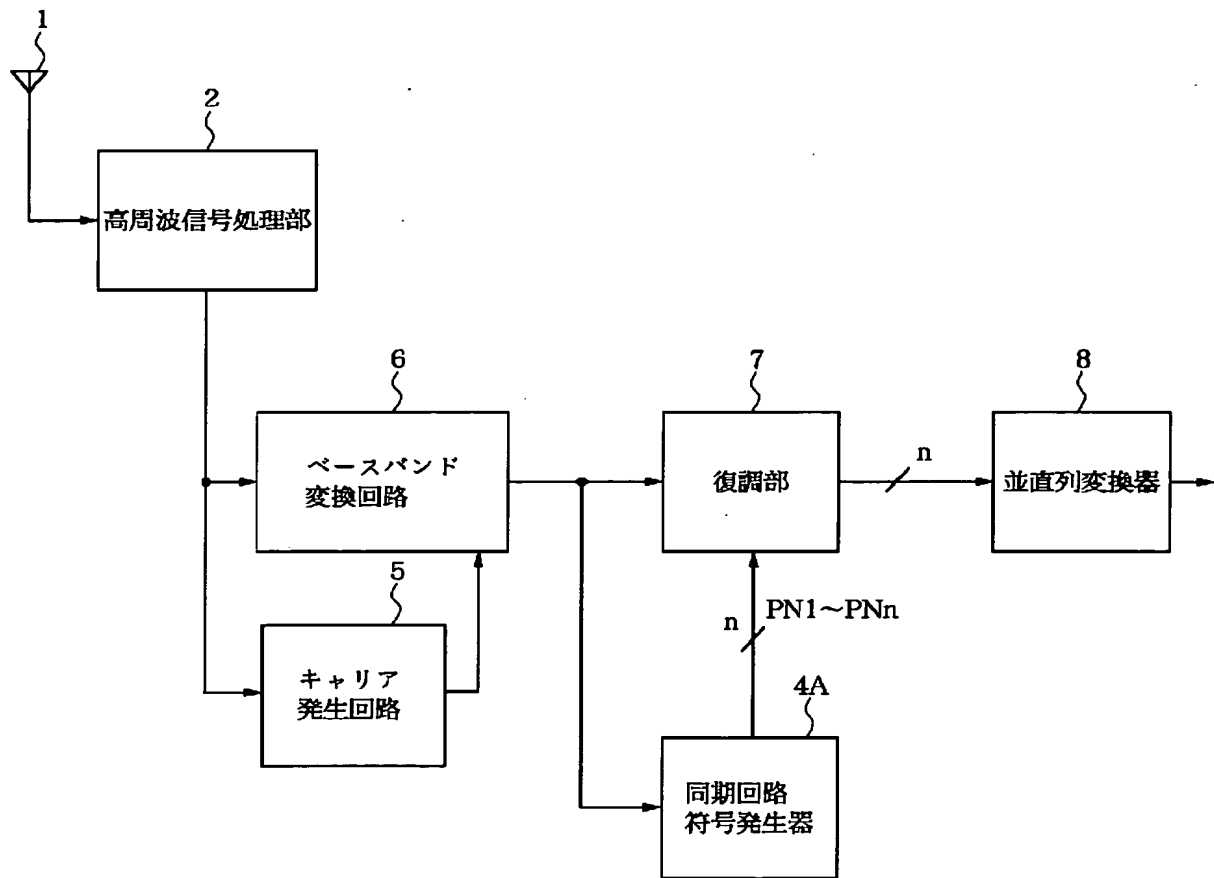 1
2
高周波信号処理部
6
ベースバンド
変換回路
7
復調部
n
8
並直列変換器
5
キャリア
発生回路
n
PN1～PNn
4A
同期回路
符号発生器